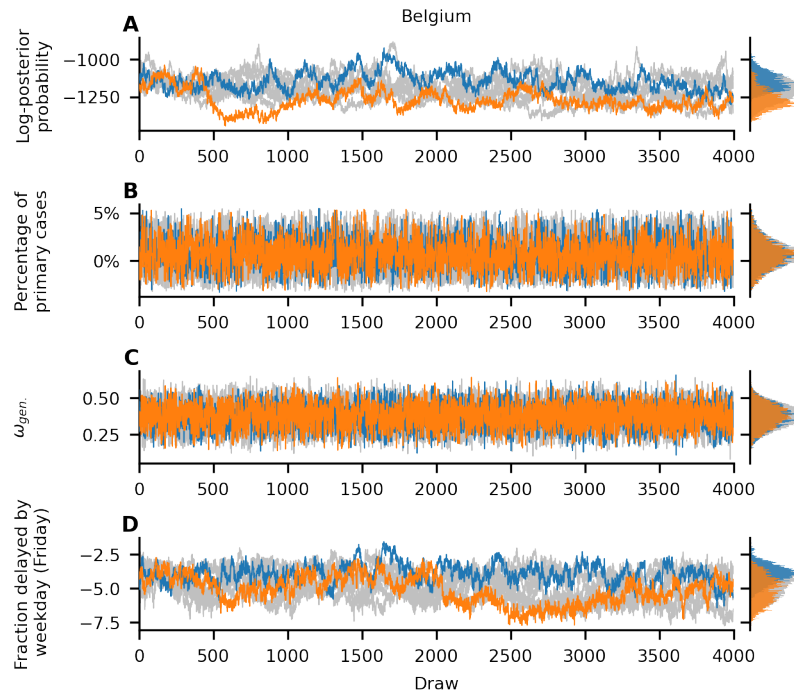 Belgium
A
Log-posterior
probability
−1000
−1250
0 500 1000 1500 2000 2500 3000 3500 4000
B
Percentage of
primary cases
5%
0%
0 500 1000 1500 2000 2500 3000 3500 4000
C
ω_gen.
0.50
0.25
0 500 1000 1500 2000 2500 3000 3500 4000
D
Fraction delayed by
weekday (Friday)
−2.5
−5.0
−7.5
0 500 1000 1500 2000 2500 3000 3500 4000
Draw